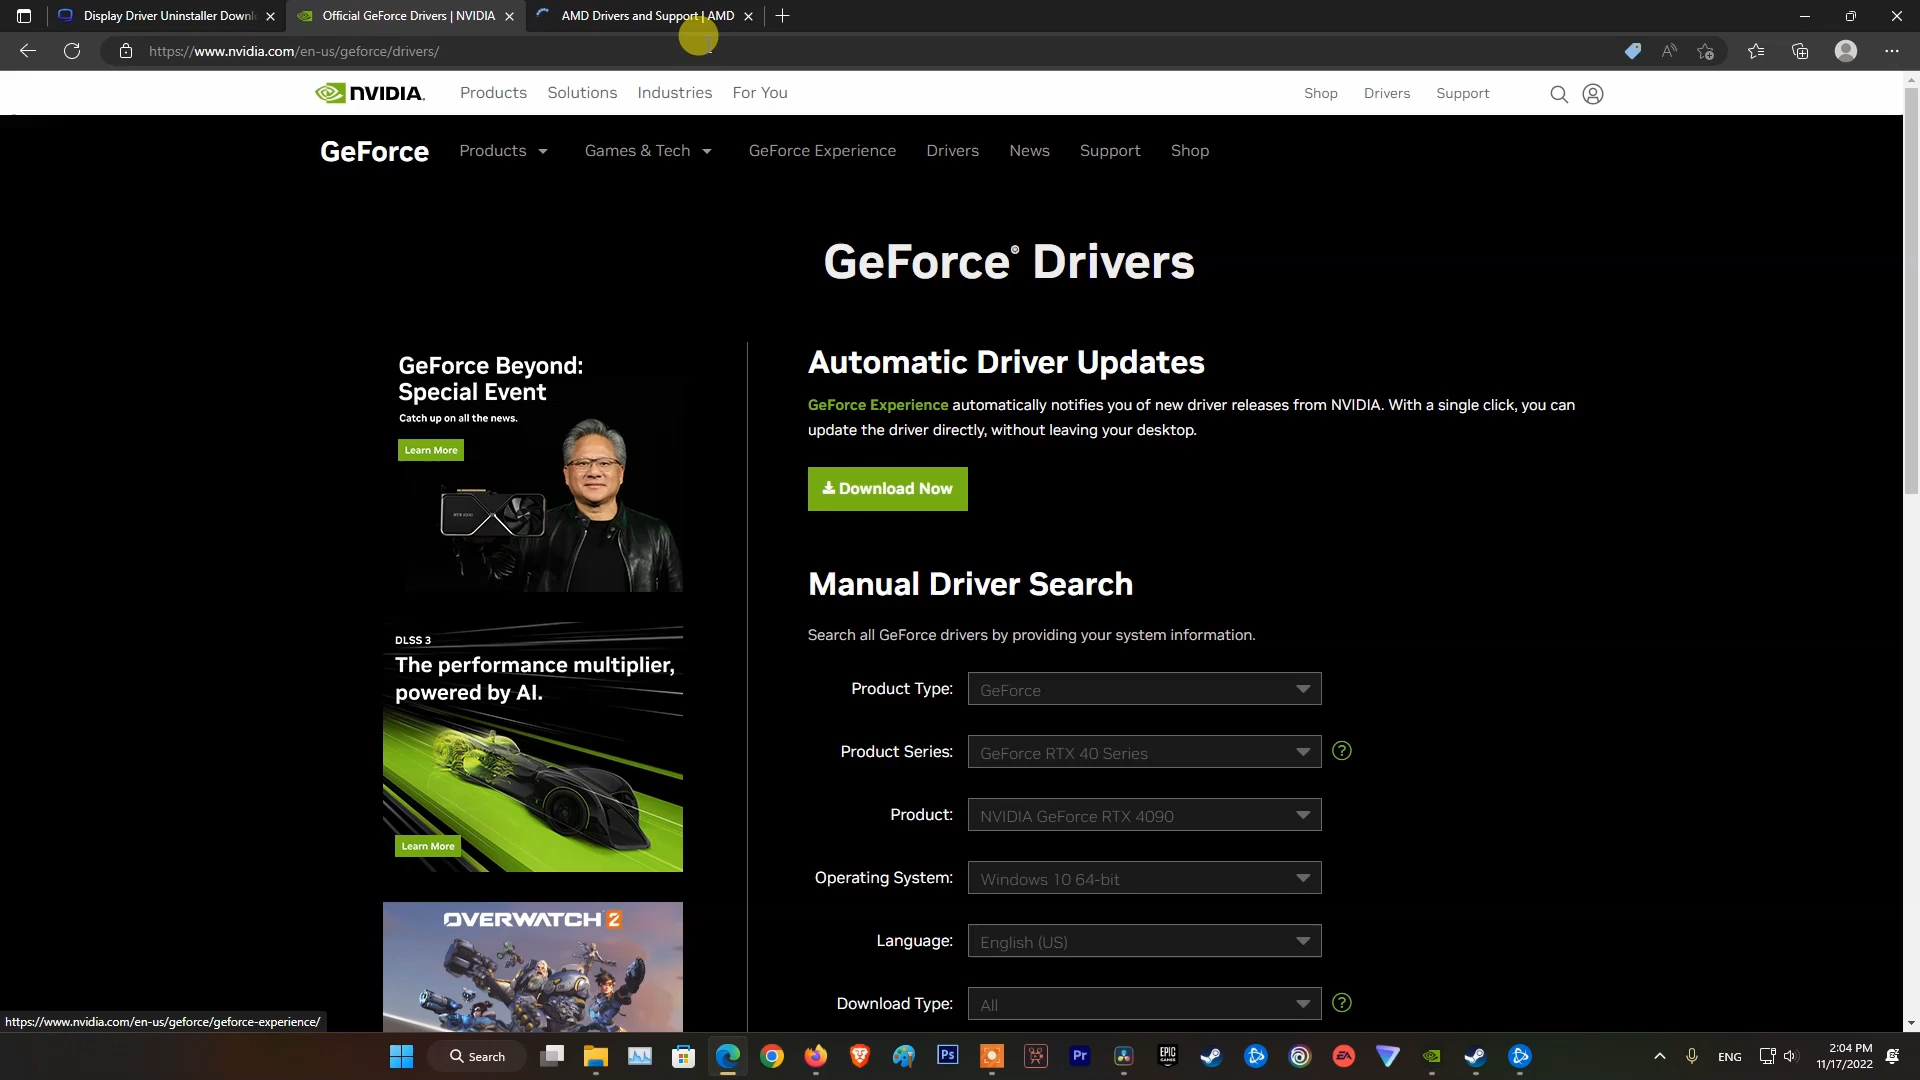 Display Driver Uninstaller Downl
Official GeForce Drivers | NVIDIA
AMD Drivers and Support | AMD
https://www.nvidia.com/en-us/geforce/drivers/
NVIDIA.
Products
Solutions
Industries
For You
Shop
Drivers
Support
GeForce
Products
Games & Tech
GeForce Experience
Drivers
News
Support
Shop
GeForce® Drivers
GeForce Beyond:
Special Event
Catch up on all the news.
Learn More
DLSS 3
The performance multiplier,
powered by AI.
Learn More
OVERWATCH 2
Automatic Driver Updates
GeForce Experience automatically notifies you of new driver releases from NVIDIA. With a single click, you can
update the driver directly, without leaving your desktop.
Download Now
Manual Driver Search
Search all GeForce drivers by providing your system information.
Product Type:
GeForce
Product Series:
GeForce RTX 40 Series
?
Product:
NVIDIA GeForce RTX 4090
Operating System:
Windows 10 64-bit
Language:
English (US)
Download Type:
All
?
https://www.nvidia.com/en-us/geforce/geforce-experience/
Search
Ps
Pr
EPIC
GAMES
EA
ENG
2:04 PM
11/17/2022